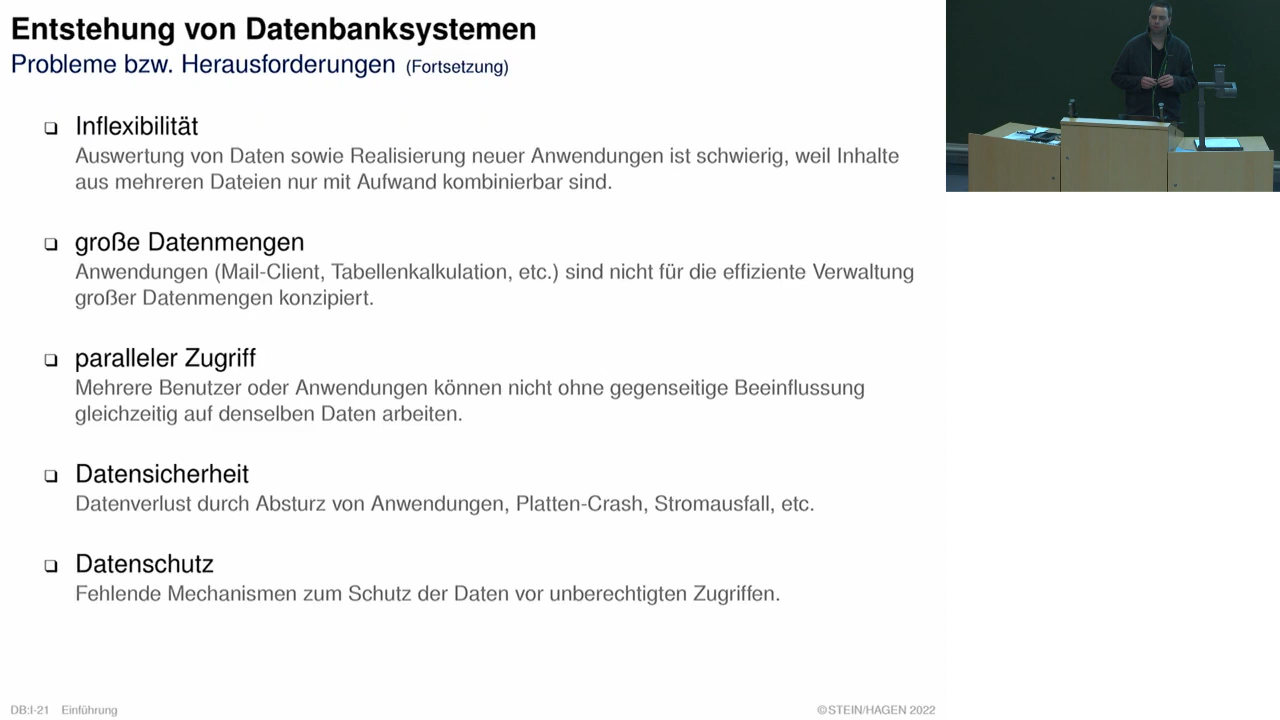 Entstehung von Datenbanksystemen
Probleme bzw. Herausforderungen (Fortsetzung)
❑ Inflexibilität
Auswertung von Daten sowie Realisierung neuer Anwendungen ist schwierig, weil Inhalte
aus mehreren Dateien nur mit Aufwand kombinierbar sind.
❑ große Datenmengen
Anwendungen (Mail-Client, Tabellenkalkulation, etc.) sind nicht für die effiziente Verwaltung
großer Datenmengen konzipiert.
❑ paralleler Zugriff
Mehrere Benutzer oder Anwendungen können nicht ohne gegenseitige Beeinflussung
gleichzeitig auf denselben Daten arbeiten.
❑ Datensicherheit
Datenverlust durch Absturz von Anwendungen, Platten-Crash, Stromausfall, etc.
❑ Datenschutz
Fehlende Mechanismen zum Schutz der Daten vor unberechtigten Zugriffen.
DB:I-21 Einführung ©STEIN/HAGEN 2022